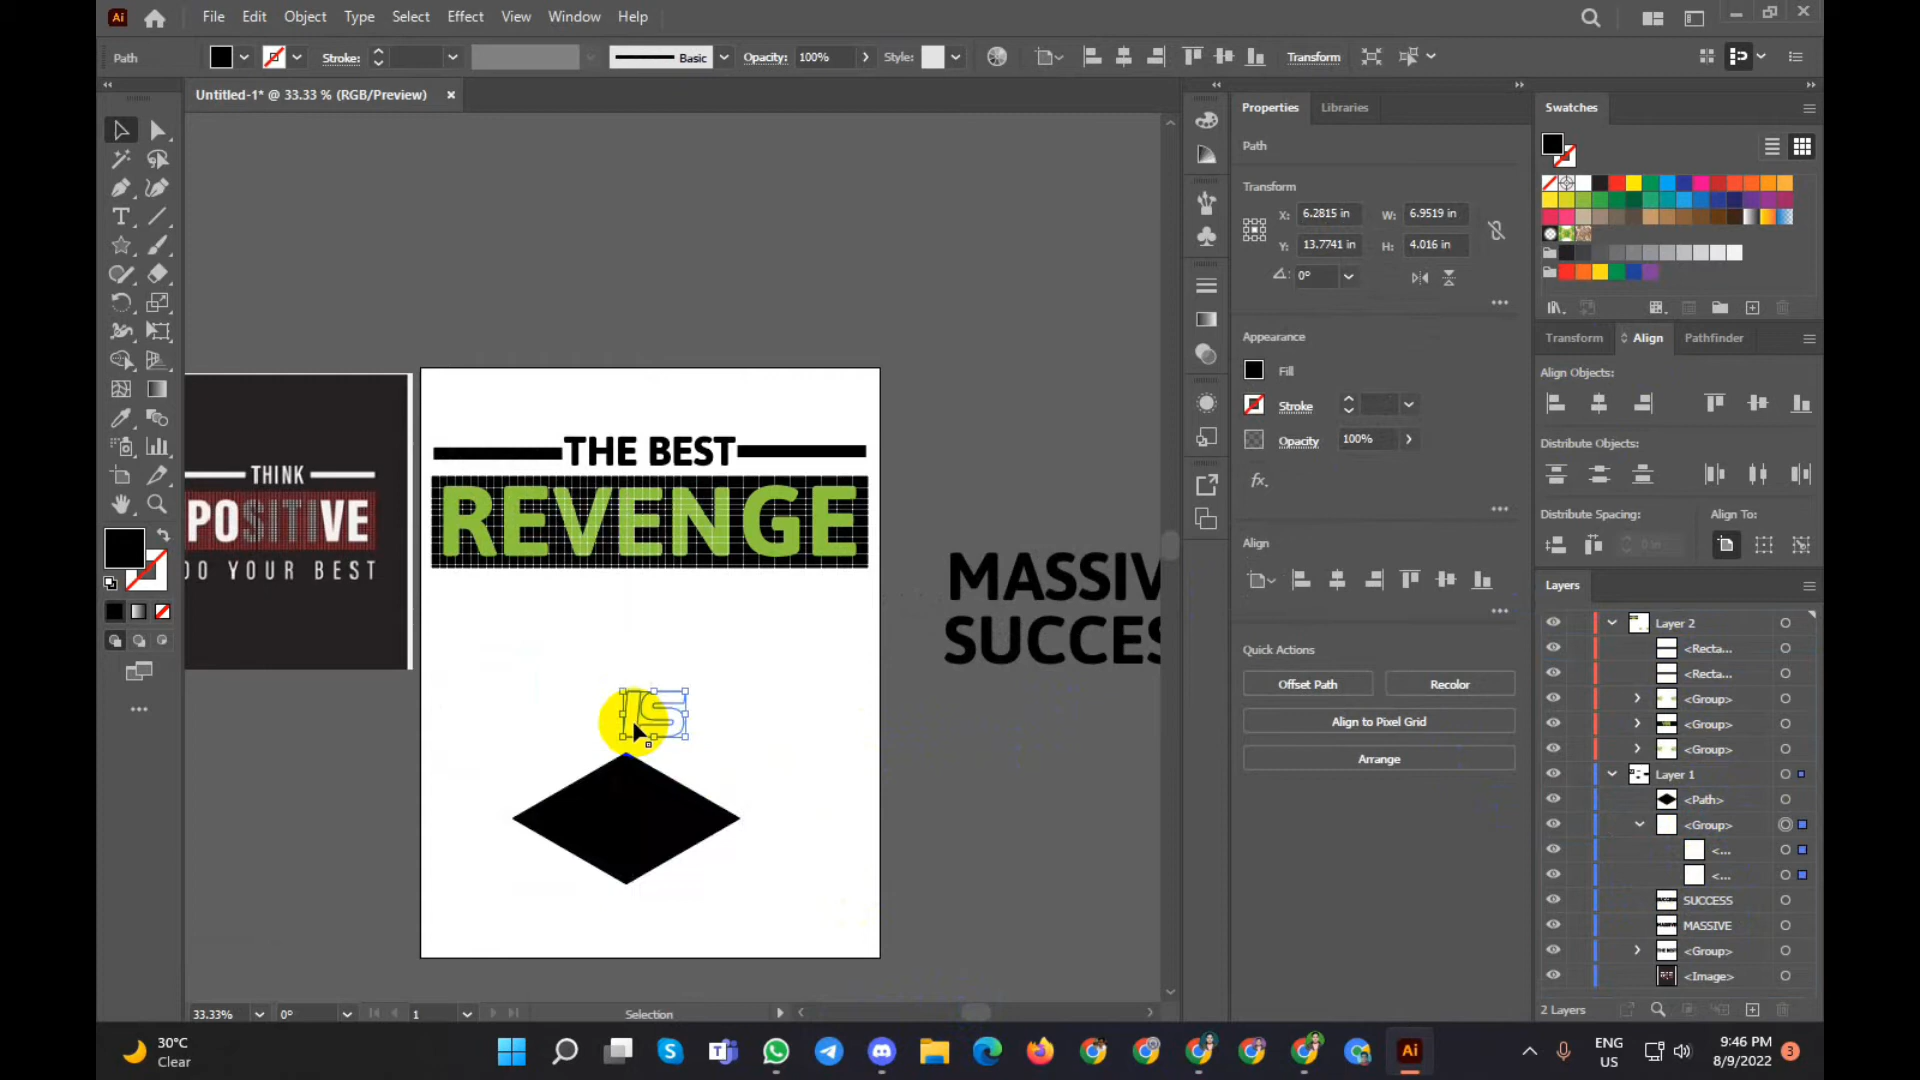 Ai File Edit Object Type Select Effect View Window Help
Path Stroke: Basic Opacity: 100% Style: Transform
Untitled-1* @ 33.33 % (RGB/Preview) ×
Properties Libraries
Path
Transform
X: 6.2815 in W: 6.9519 in
Y: 13.7741 in H: 4.016 in
0°
Appearance
Fill
Stroke
Opacity 100%
fx.
Align
Quick Actions
Offset Path Recolor
Align to Pixel Grid
Arrange
Swatches
Transform Align Pathfinder
Align Objects:
Distribute Objects:
Distribute Spacing: Align To:
0 in
Layers
Layer 2
<Recta...
<Recta...
<Group>
<Group>
<Group>
Layer 1
<Path>
<Group>
<...
<...
SUCCESS
MASSIVE
<Group>
<Image>
2 Layers
THINK
POSITIVE
DO YOUR BEST
THE BEST
REVENGE
IS
MASSIV
SUCCES
33.33% 0° 1 Selection
30°C
Clear
Ai
ENG
US
9:46 PM
8/9/2022
3